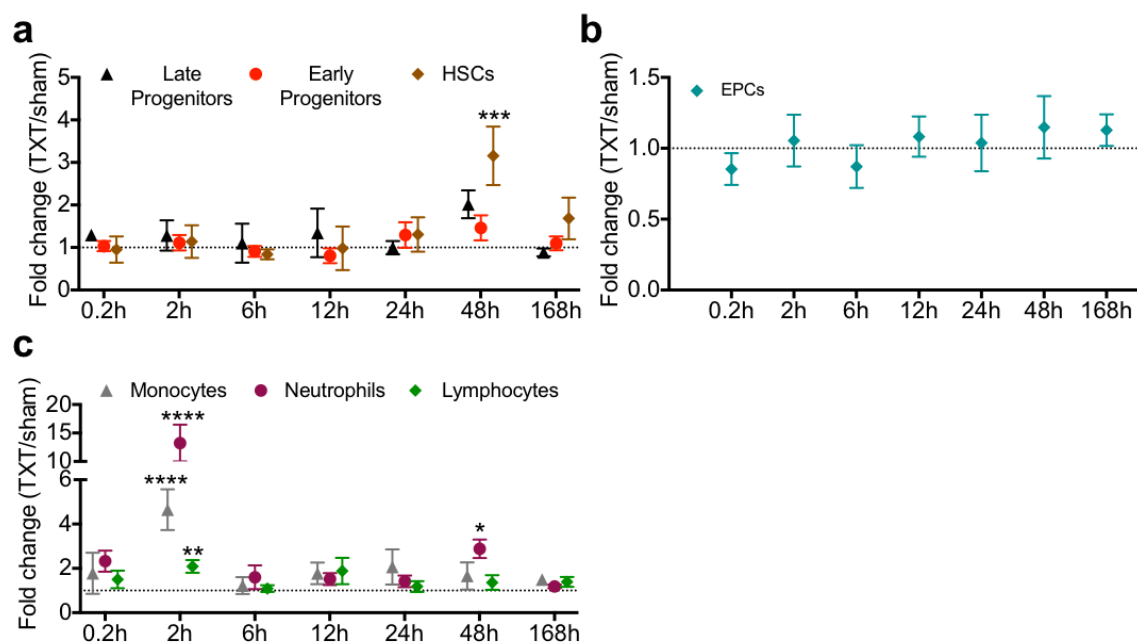 a
Late Progenitors
Early Progenitors
HSCs
Fold change (TXT/sham)
5
4
3
2
1
0
***
0.2h 2h 6h 12h 24h 48h 168h
b
EPCs
Fold change (TXT/sham)
1.5
1.0
0.5
0.0
0.2h 2h 6h 12h 24h 48h 168h
c
Monocytes Neutrophils Lymphocytes
Fold change (TXT/sham)
20
15
10
6
4
2
0
****
****
**
*
0.2h 2h 6h 12h 24h 48h 168h